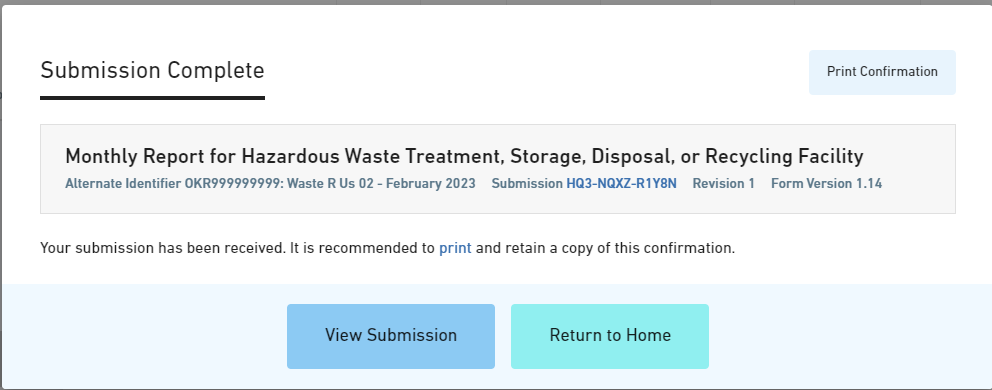 Submission Complete
Print Confirmation
Monthly Report for Hazardous Waste Treatment, Storage, Disposal, or Recycling Facility
Alternate Identifier OKR999999999: Waste R Us 02 - February 2023 Submission HQ3-NQXZ-R1Y8N Revision 1 Form Version 1.14
Your submission has been received. It is recommended to print and retain a copy of this confirmation.
View Submission
Return to Home